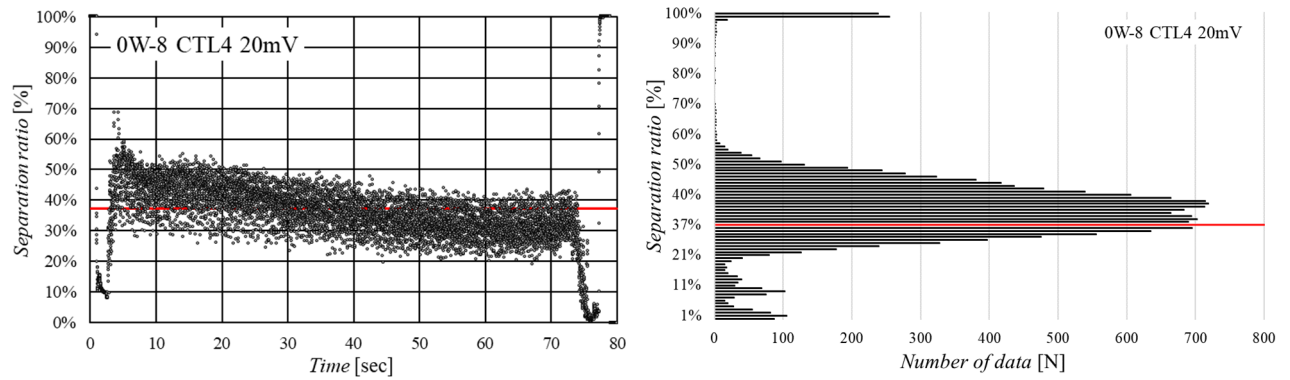 100%
90%
80%
70%
60%
50%
40%
30%
20%
10%
0%
Separation ratio [%]
0W-8 CTL4 20mV
0 10 20 30 40 50 60 70 80
Time [sec]
100%
90%
80%
70%
60%
50%
40%
37%
21%
11%
1%
Separation ratio [%]
0W-8 CTL4 20mV
0 100 200 300 400 500 600 700 800
Number of data [N]